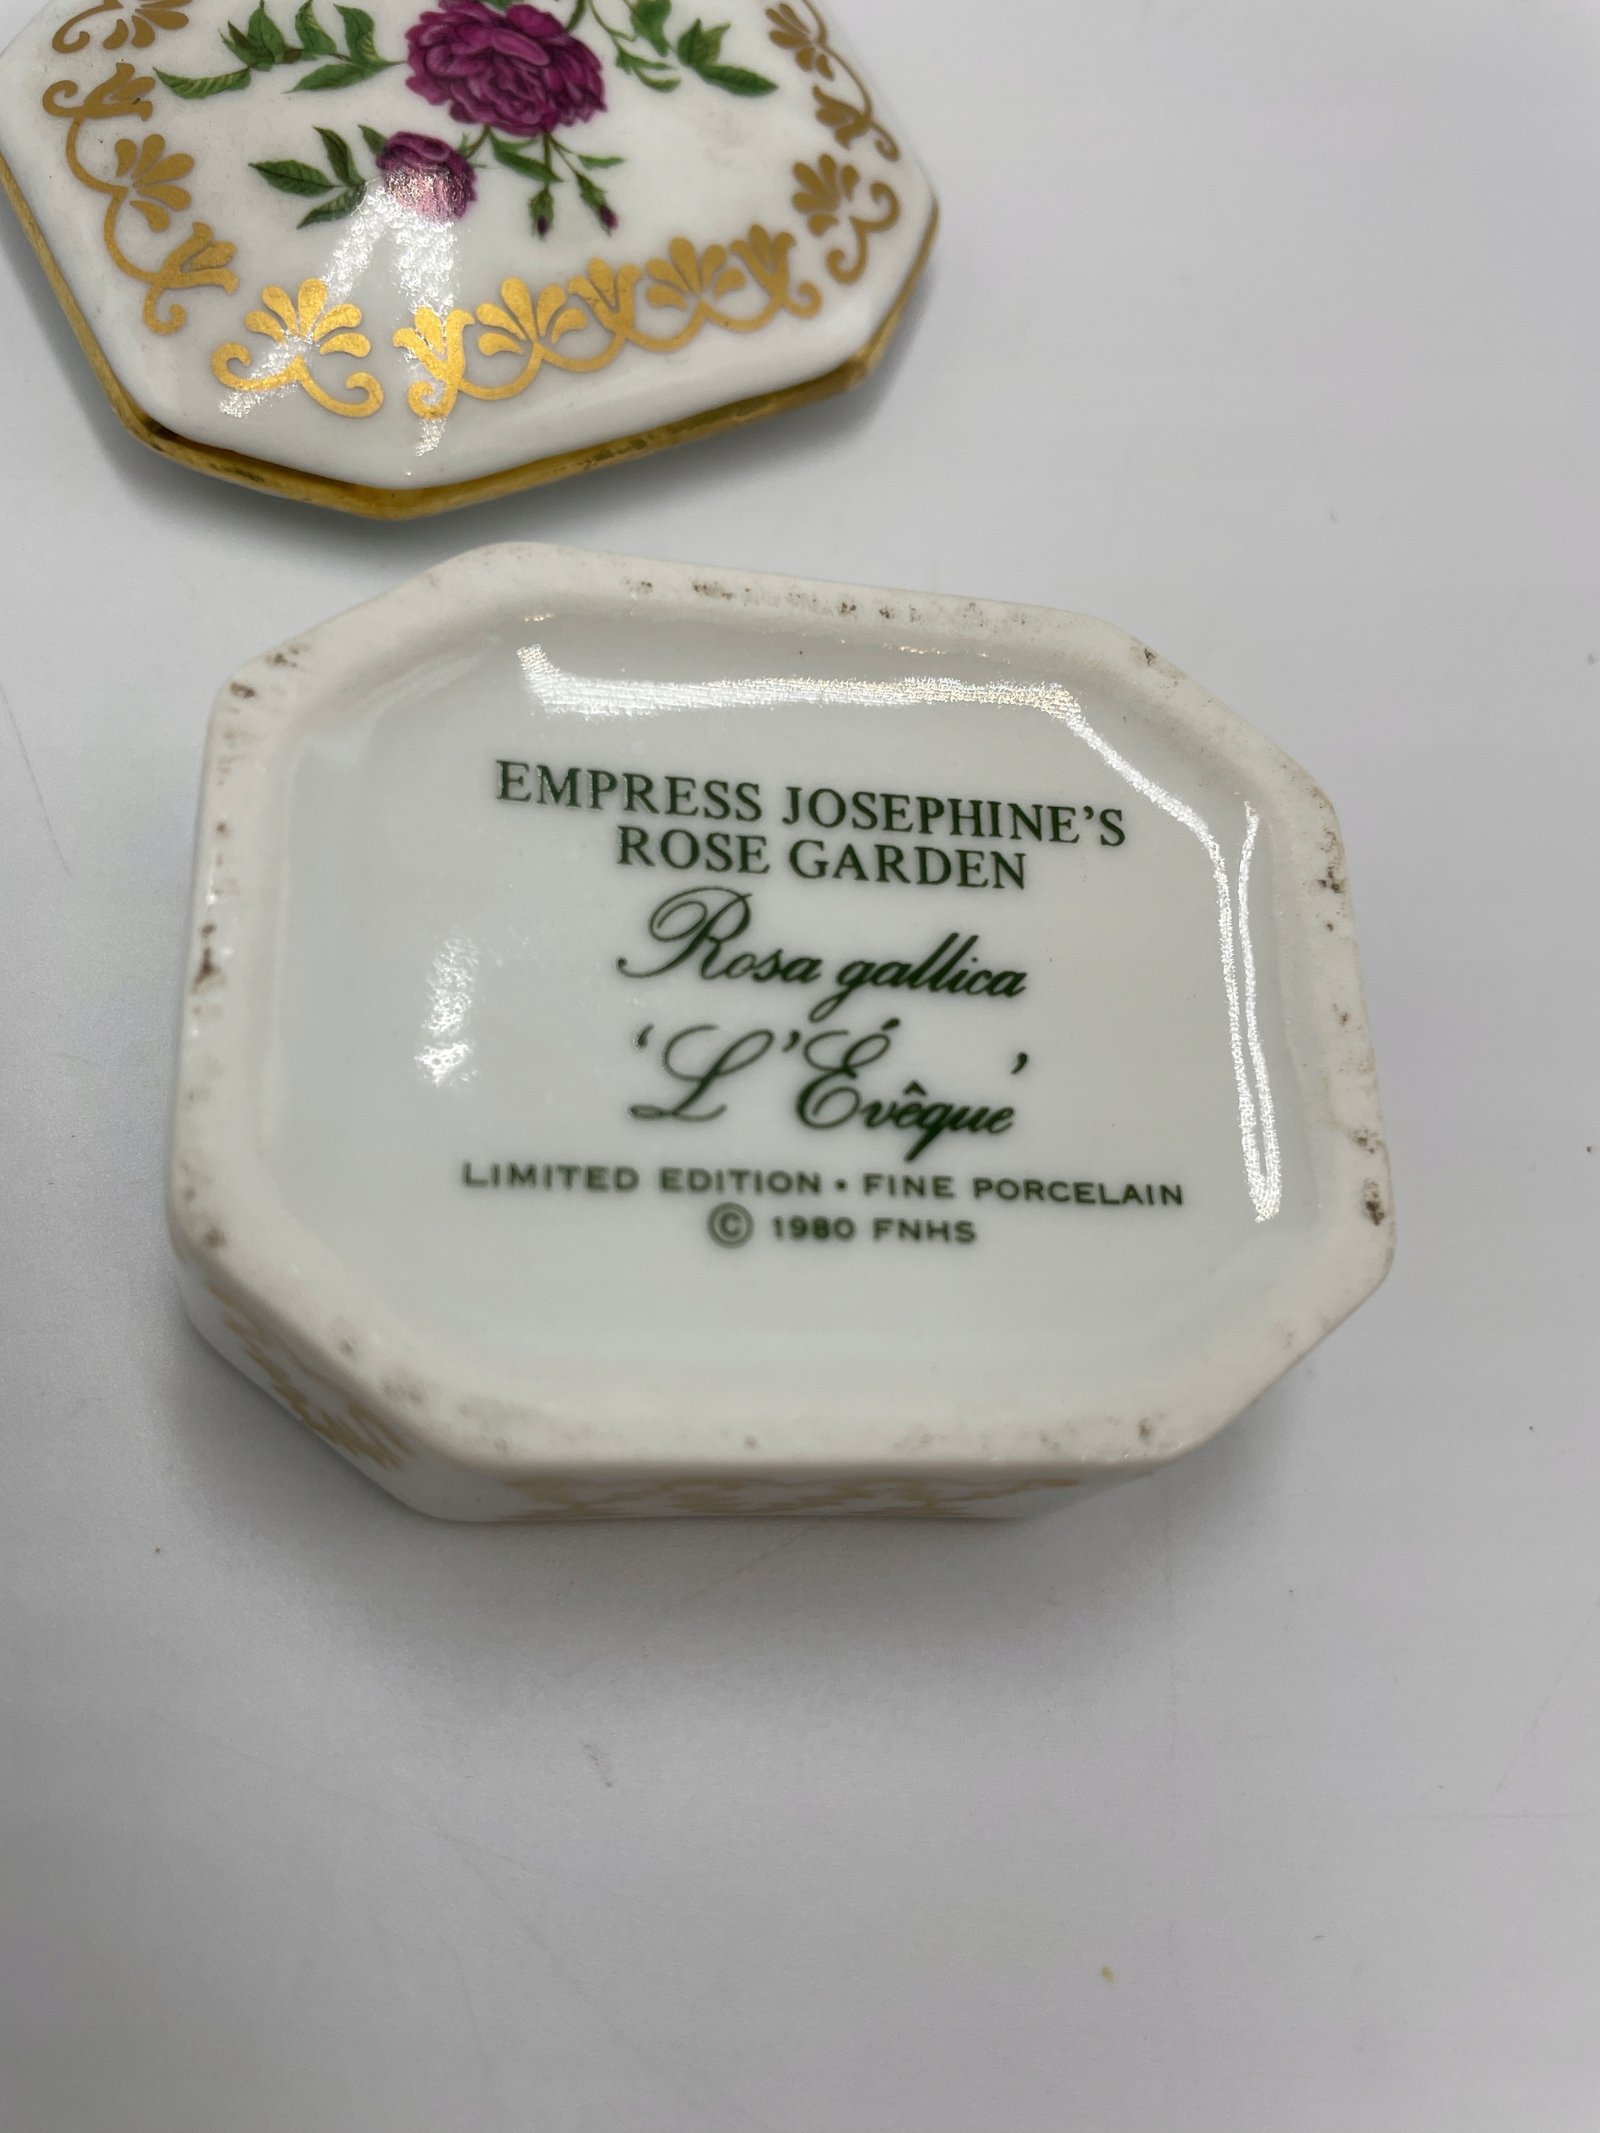 EMPRESS JOSEPHINE’S
ROSE GARDEN
Rosa gallica
‘L’Évêque’
LIMITED EDITION • FINE PORCELAIN
© 1980 FNHS